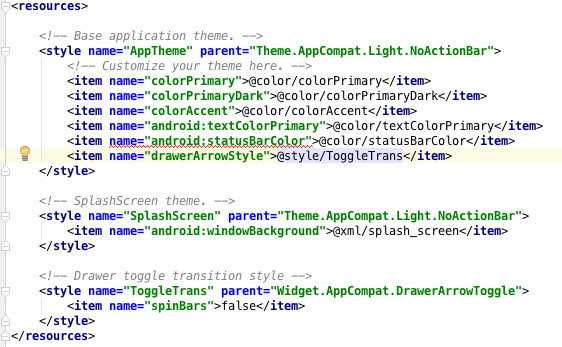 <resources>
<!-- Base application theme. -->
<style name="AppTheme" parent="Theme.AppCompat.Light.NoActionBar">
<!-- Customize your theme here. -->
<item name="colorPrimary">@color/colorPrimary</item>
<item name="colorPrimaryDark">@color/colorPrimaryDark</item>
<item name="colorAccent">@color/colorAccent</item>
<item name="android:textColorPrimary">@color/textColorPrimary</item>
<item name="android:statusBarColor">@color/statusBarColor</item>
<item name="drawerArrowStyle">@style/ToggleTrans</item>
</style>
<!-- SplashScreen theme. -->
<style name="SplashScreen" parent="Theme.AppCompat.Light.NoActionBar">
<item name="android:windowBackground">@xml/splash_screen</item>
</style>
<!-- Drawer toggle transition style -->
<style name="ToggleTrans" parent="Widget.AppCompat.DrawerArrowToggle">
<item name="spinBars">false</item>
</style>
</resources>